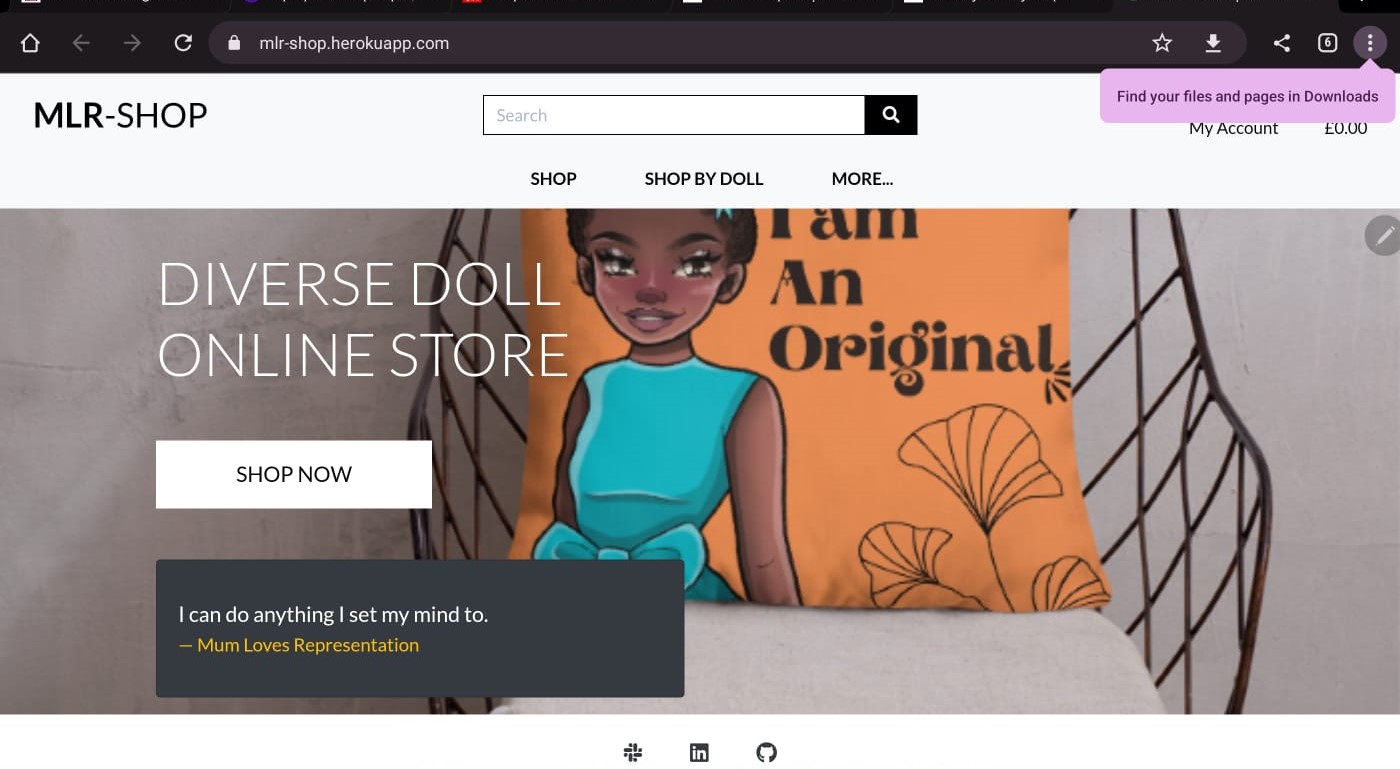 mlr-shop.herokuapp.com
6
Find your files and pages in Downloads
MLR-SHOP
Search
My Account £0.00
SHOP SHOP BY DOLL MORE...
DIVERSE DOLL
ONLINE STORE
I am
An
Original
SHOP NOW
I can do anything I set my mind to.
— Mum Loves Representation